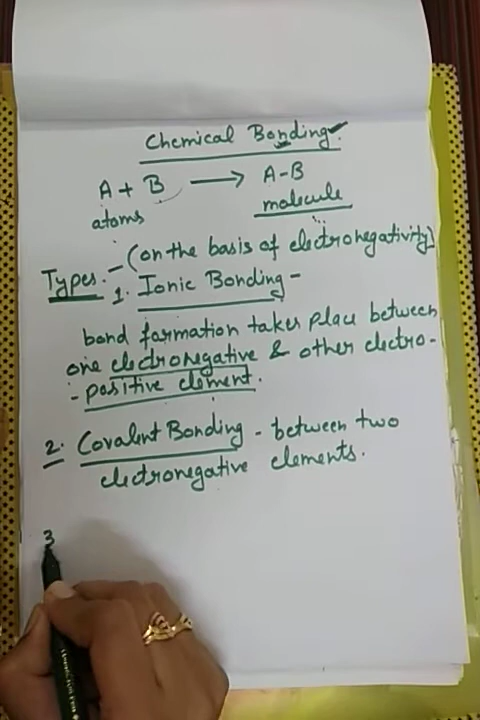 Chemical Bonding
A + B → A-B
atoms molecule
Types:- (on the basis of electronegativity)
1. Ionic Bonding -
bond formation takes place between
one electronegative & other electro-
- positive element.
2. Covalent Bonding - between two
electronegative elements.
3